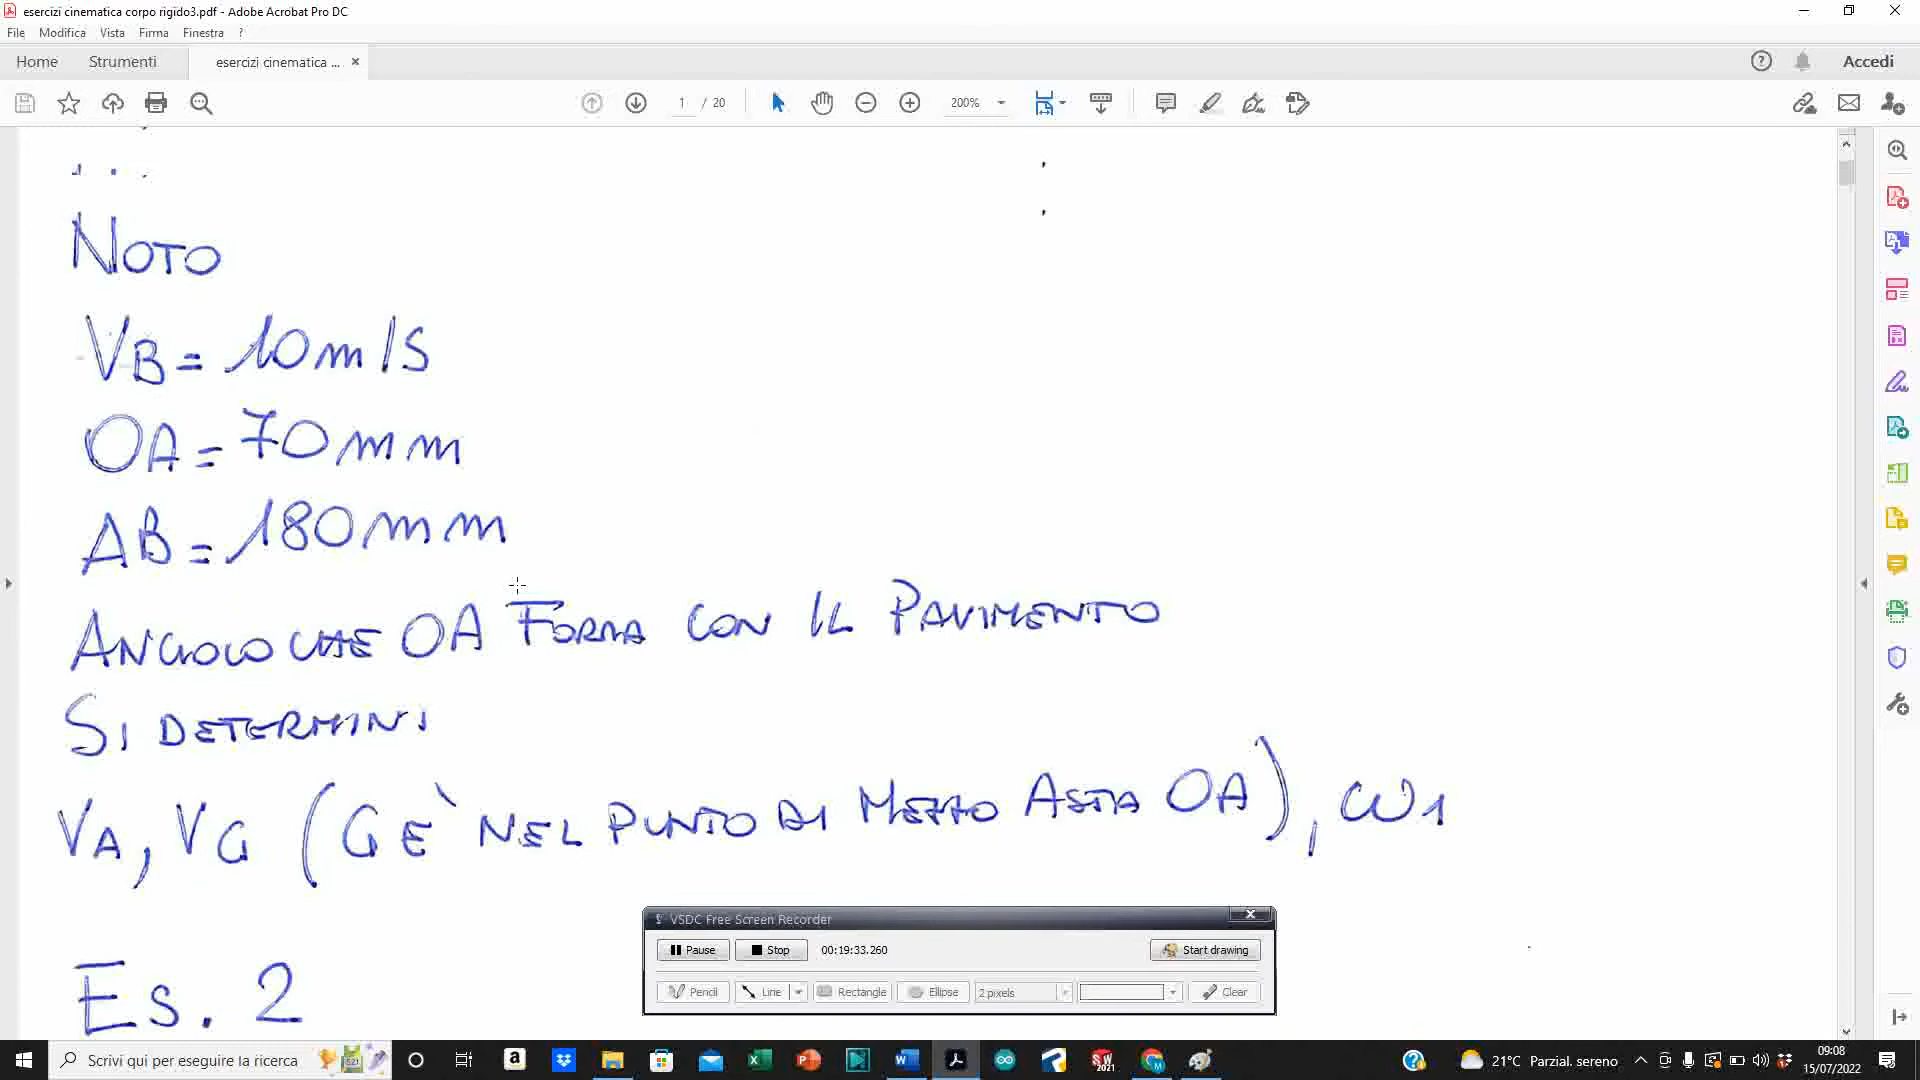 esercizi cinematica corpo rigido3.pdf - Adobe Acrobat Pro DC
File Modifica Vista Firma Finestra ?
Home Strumenti esercizi cinematica ... × Accedi
1 / 20 200%
NOTO
VB = 10 m/s
OA = 70 mm
AB = 180 mm
ANGOLO CHE OA FORMA CON IL PAVIMENTO
SI DETERMINI
VA, VG (G È NEL PUNTO DI MEZZO ASTA OA), ω1
VSDC Free Screen Recorder
Pause Stop 00:19:33.260 Start drawing
Pencil Line Rectangle Ellipse 2 pixels Clear
ES. 2
Scrivi qui per eseguire la ricerca 21°C Parzial. sereno 09:08
15/07/2022